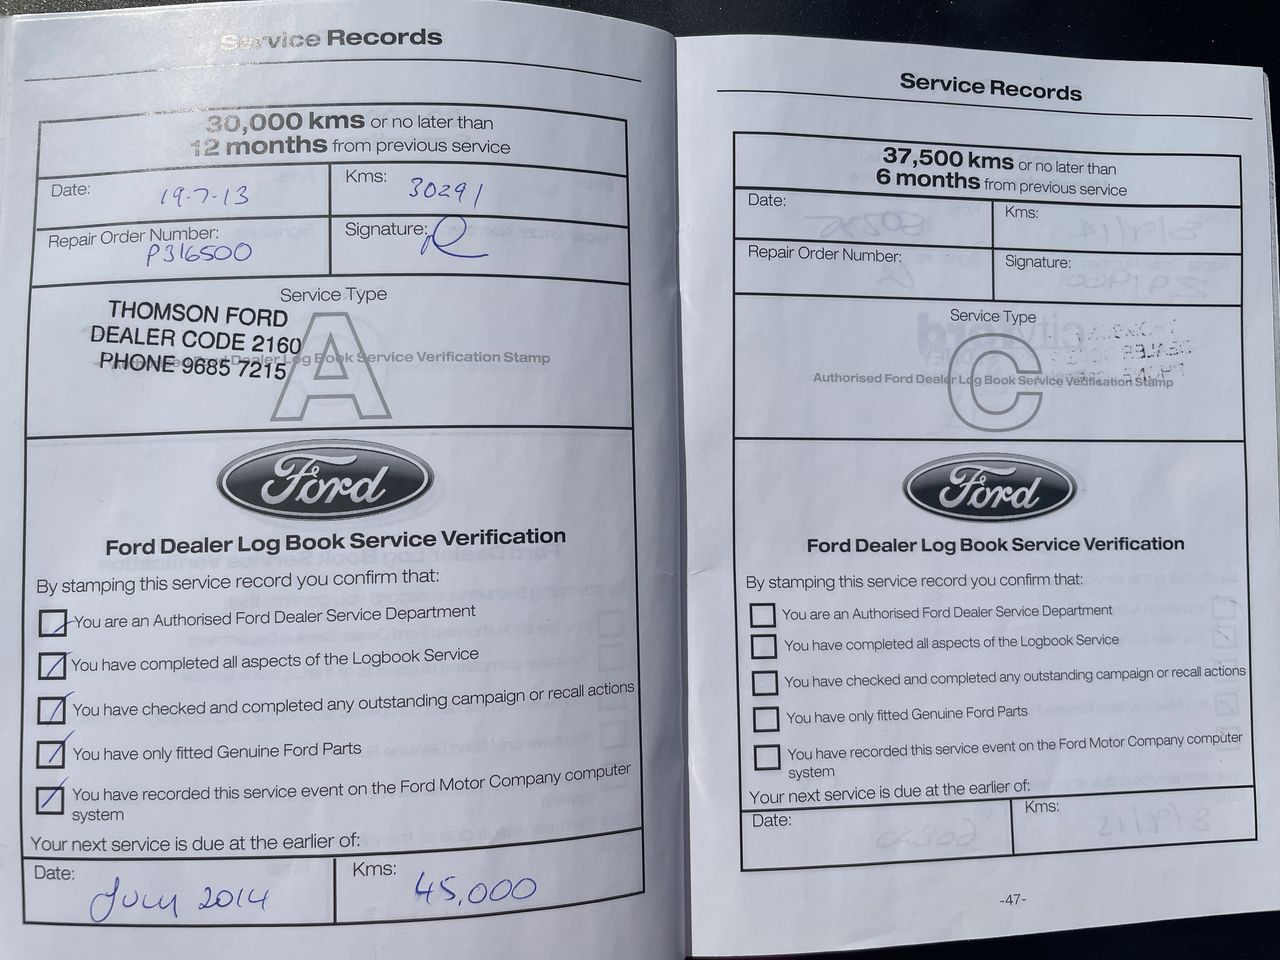 Service Records
30,000 kms or no later than
12 months from previous service
Date: 19-7-13
Kms: 30291
Repair Order Number: P316500
Signature:
Service Type
A
THOMSON FORD
DEALER CODE 2160
PHONE 9685 7215
Authorised Ford Dealer Log Book Service Verification Stamp
Ford
Ford Dealer Log Book Service Verification
By stamping this service record you confirm that:
You are an Authorised Ford Dealer Service Department
You have completed all aspects of the Logbook Service
You have checked and completed any outstanding campaign or recall actions
You have only fitted Genuine Ford Parts
You have recorded this service event on the Ford Motor Company computer
system
Your next service is due at the earlier of:
Date: July 2014
Kms: 45,000
Service Records
37,500 kms or no later than
6 months from previous service
Date:
Kms:
Repair Order Number:
Signature:
Service Type
C
Authorised Ford Dealer Log Book Service Verification Stamp
Ford
Ford Dealer Log Book Service Verification
By stamping this service record you confirm that:
You are an Authorised Ford Dealer Service Department
You have completed all aspects of the Logbook Service
You have checked and completed any outstanding campaign or recall actions
You have only fitted Genuine Ford Parts
You have recorded this service event on the Ford Motor Company computer
system
Your next service is due at the earlier of:
Date:
Kms:
-47-